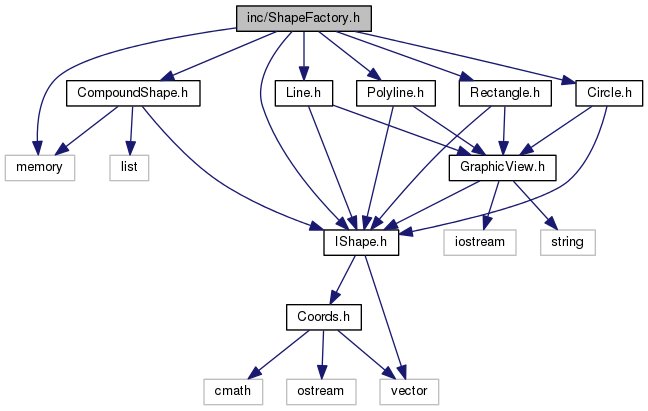 inc/ShapeFactory.h
CompoundShape.h
Line.h
Polyline.h
Rectangle.h
Circle.h
memory
list
GraphicView.h
IShape.h
iostream
string
Coords.h
cmath
ostream
vector